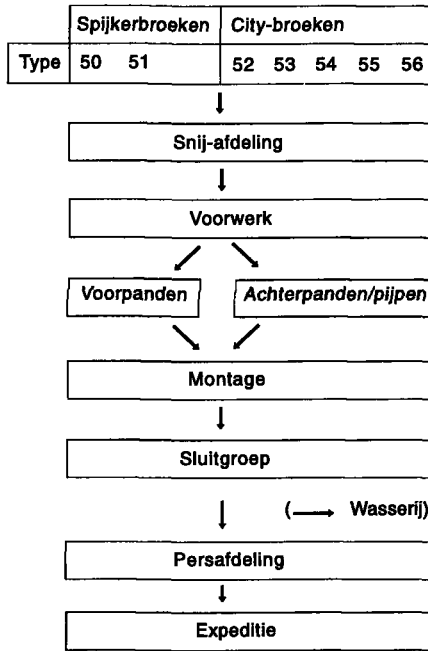 Spijkerbroeken City-broeken
Type 50 51 52 53 54 55 56
Snij-afdeling
Voorwerk
Voorpanden Achterpanden/pijpen
Montage
Sluitgroep
( → Wasserij)
Persafdeling
Expeditie